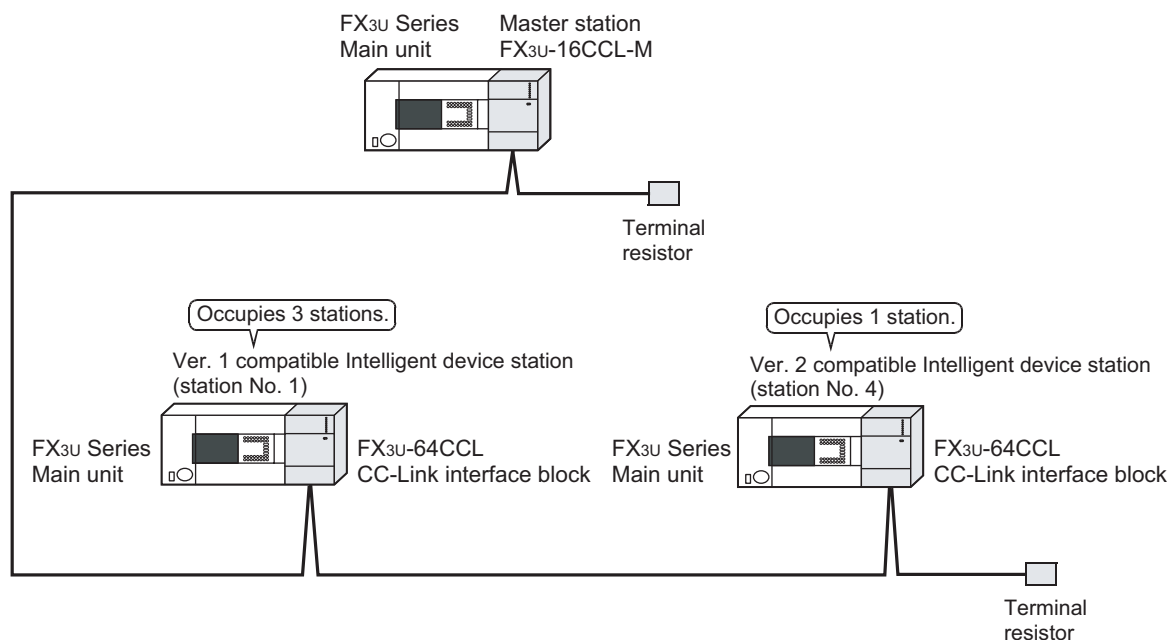 FX3U Series
Main unit
Master station
FX3U-16CCL-M
Terminal
resistor
Occupies 3 stations.
Ver. 1 compatible Intelligent device station
(station No. 1)
FX3U Series
Main unit
FX3U-64CCL
CC-Link interface block
Occupies 1 station.
Ver. 2 compatible Intelligent device station
(station No. 4)
FX3U Series
Main unit
FX3U-64CCL
CC-Link interface block
Terminal
resistor